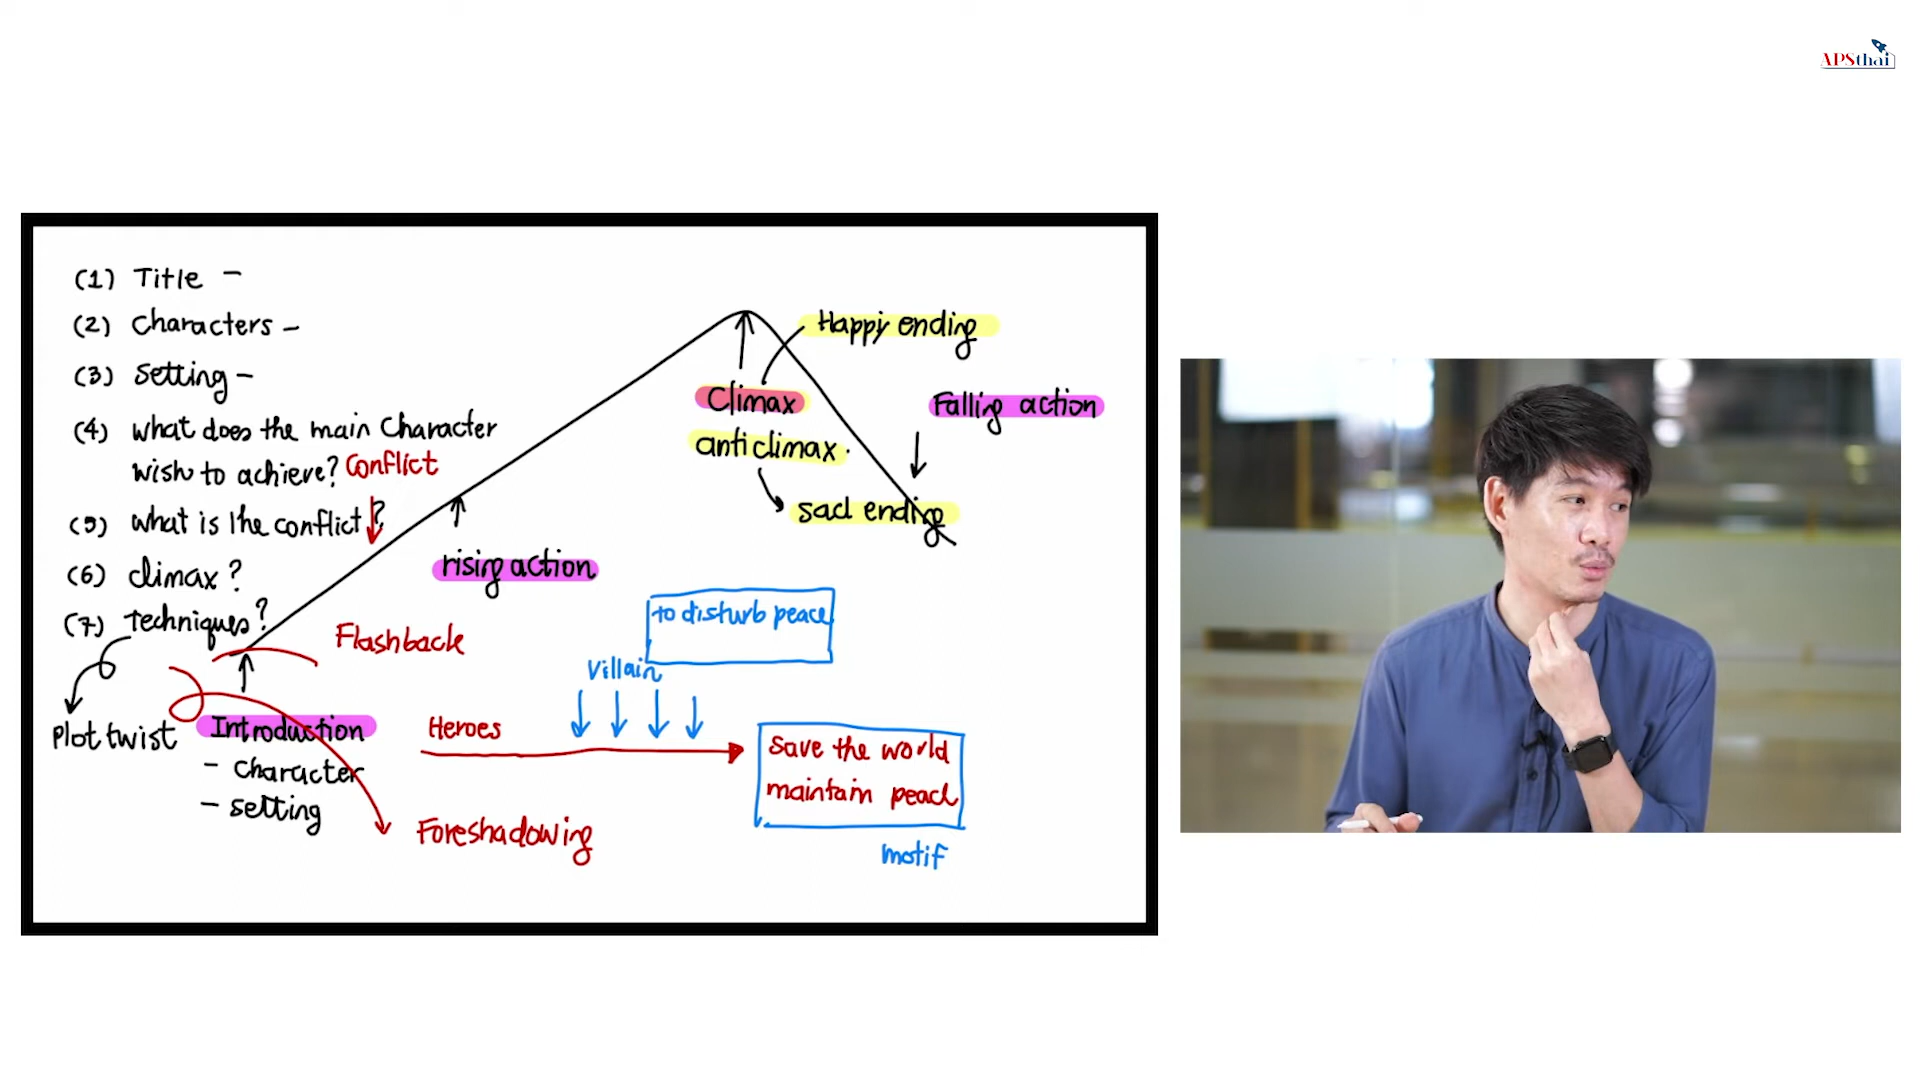 APSthai
(1) Title -
(2) Characters -
(3) Setting -
(4) What does the main Character
wish to achieve?
Conflict
(5) What is the conflict?
(6) climax?
(7) techniques?
Plot twist
Introduction
- Character
- setting
Flashback
Foreshadowing
rising action
Climax
anticlimax.
Happy ending
sad ending
Falling action
to disturb peace
Villain
Heroes
Save the world
maintain peace
motif